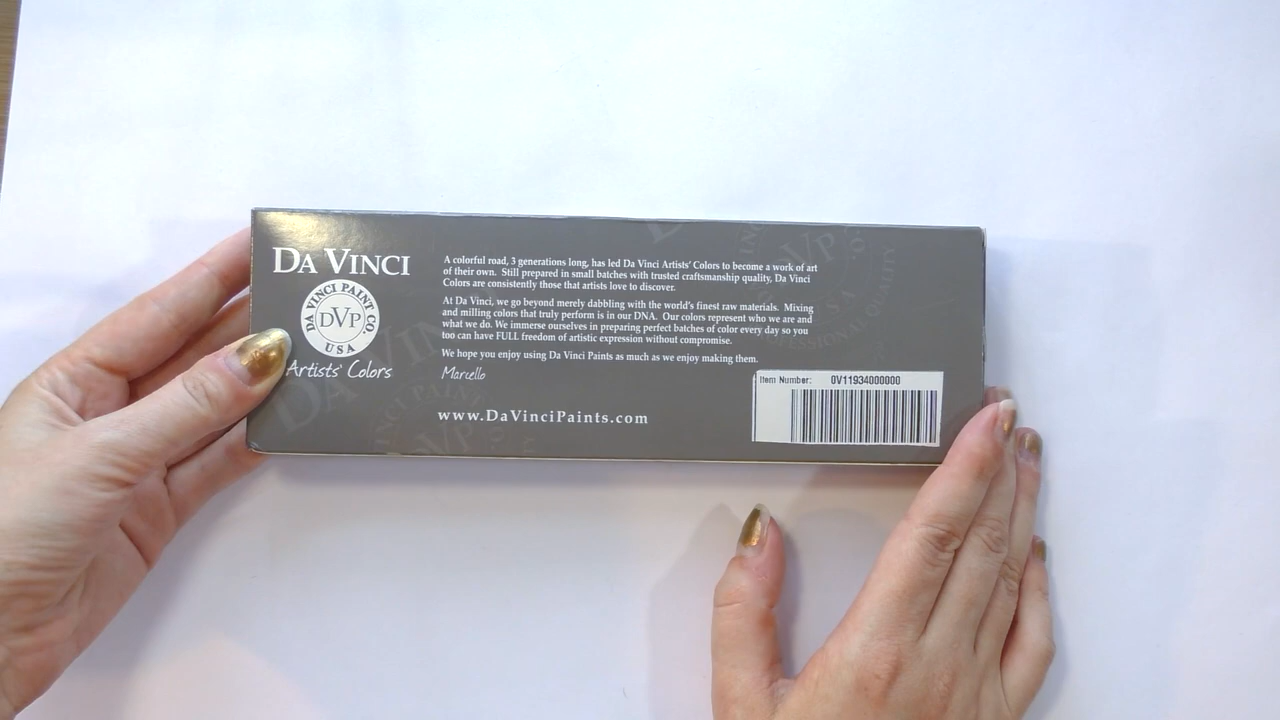 DA VINCI
DA VINCI PAINT CO.
DVP
USA
Artists' Colors
A colorful road, 3 generations long, has led Da Vinci Artists' Colors to become a work of art
of their own. Still prepared in small batches with trusted craftsmanship quality, Da Vinci
Colors are consistently those that artists love to discover.
At Da Vinci, we go beyond merely dabbling with the world's finest raw materials. Mixing
and milling colors that truly perform is in our DNA. Our colors represent who we are and
what we do. We immerse ourselves in preparing perfect batches of color every day so you
too can have FULL freedom of artistic expression without compromise.
We hope you enjoy using Da Vinci Paints as much as we enjoy making them.
Marcello
www.DaVinciPaints.com
Item Number: 0V11934000000